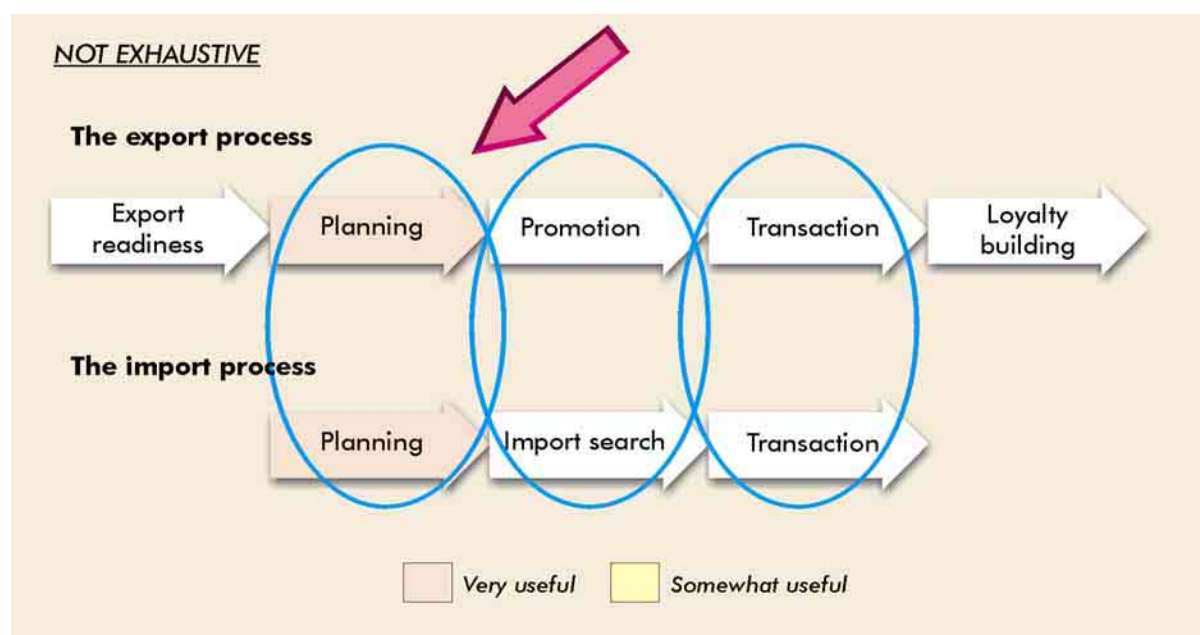 NOT EXHAUSTIVE
The export process
Export
readiness
Planning
Promotion
Transaction
Loyalty
building
The import process
Planning
Import search
Transaction
Very useful
Somewhat useful